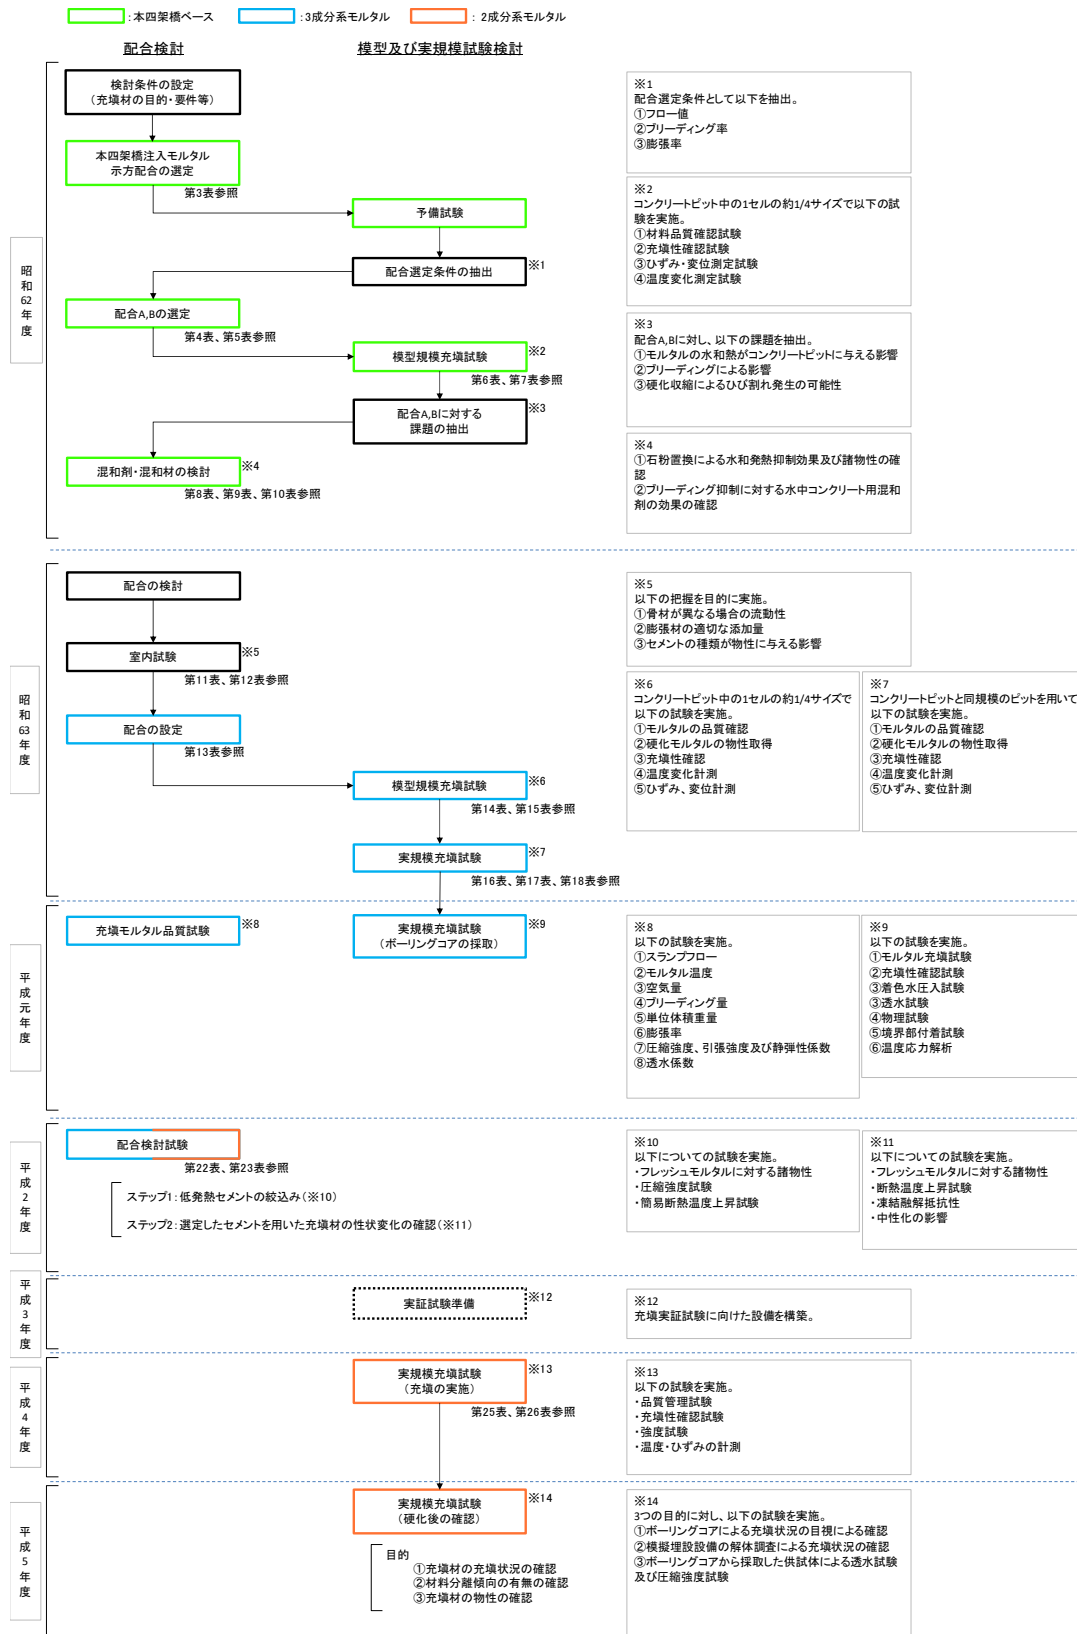 ：本四架橋ベース
：3成分系モルタル
：2成分系モルタル
配合検討
模型及び実規模試験検討
昭和62年度
検討条件の設定
（充填材の目的・要件等）
本四架橋注入モルタル
示方配合の選定
第3表参照
予備試験
配合選定条件の抽出
※1
配合A,Bの選定
第4表、第5表参照
模型規模充填試験
※2
第6表、第7表参照
配合A,Bに対する
課題の抽出
※3
混和剤・混和材の検討
※4
第8表、第9表、第10表参照
※1
配合選定条件として以下を抽出。
①フロー値
②ブリーディング率
③膨張率
※2
コンクリートピット中の1セルの約1/4サイズで以下の試
験を実施。
①材料品質確認試験
②充填性確認試験
③ひずみ・変位測定試験
④温度変化測定試験
※3
配合A,Bに対し、以下の課題を抽出。
①モルタルの水和熱がコンクリートピットに与える影響
②ブリーディングによる影響
③硬化収縮によるひび割れ発生の可能性
※4
①石粉置換による水和発熱抑制効果及び諸物性の確
認
②ブリーディング抑制に対する水中コンクリート用混和
剤の効果の確認
昭和63年度
配合の検討
室内試験
※5
第11表、第12表参照
配合の設定
第13表参照
模型規模充填試験
※6
第14表、第15表参照
実規模充填試験
※7
第16表、第17表、第18表参照
※5
以下の把握を目的に実施。
①骨材が異なる場合の流動性
②膨張材の適切な添加量
③セメントの種類が物性に与える影響
※6
コンクリートピット中の1セルの約1/4サイズで
以下の試験を実施。
①モルタルの品質確認
②硬化モルタルの物性取得
③充填性確認
④温度変化計測
⑤ひずみ、変位計測
※7
コンクリートピットと同規模のピットを用いて
以下の試験を実施。
①モルタルの品質確認
②硬化モルタルの物性取得
③充填性確認
④温度変化計測
⑤ひずみ、変位計測
平成元年度
充填モルタル品質試験
※8
実規模充填試験
（ボーリングコアの採取）
※9
※8
以下の試験を実施。
①スランプフロー
②モルタル温度
③空気量
④ブリーディング量
⑤単位体積重量
⑥膨張率
⑦圧縮強度、引張強度及び静弾性係数
⑧透水係数
※9
以下の試験を実施。
①モルタル充填試験
②充填性確認試験
③着色水圧入試験
③透水試験
④物理試験
⑤境界部付着試験
⑥温度応力解析
平成2年度
配合検討試験
第22表、第23表参照
ステップ1：低発熱セメントの絞込み（※10）
ステップ2：選定したセメントを用いた充填材の性状変化の確認（※11）
※10
以下についての試験を実施。
・フレッシュモルタルに対する諸物性
・圧縮強度試験
・簡易断熱温度上昇試験
※11
以下についての試験を実施。
・フレッシュモルタルに対する諸物性
・断熱温度上昇試験
・凍結融解抵抗性
・中性化の影響
平成3年度
実証試験準備
※12
※12
充填実証試験に向けた設備を構築。
平成4年度
実規模充填試験
（充填の実施）
※13
第25表、第26表参照
※13
以下の試験を実施。
・品質管理試験
・充填性確認試験
・強度試験
・温度・ひずみの計測
平成5年度
実規模充填試験
（硬化後の確認）
※14
目的
①充填材の充填状況の確認
②材料分離傾向の有無の確認
③充填材の物性の確認
※14
3つの目的に対し、以下の試験を実施。
①ボーリングコアによる充填状況の目視による確認
②模擬埋設設備の解体調査による充填状況の確認
③ボーリングコアから採取した供試体による透水試験
及び圧縮強度試験